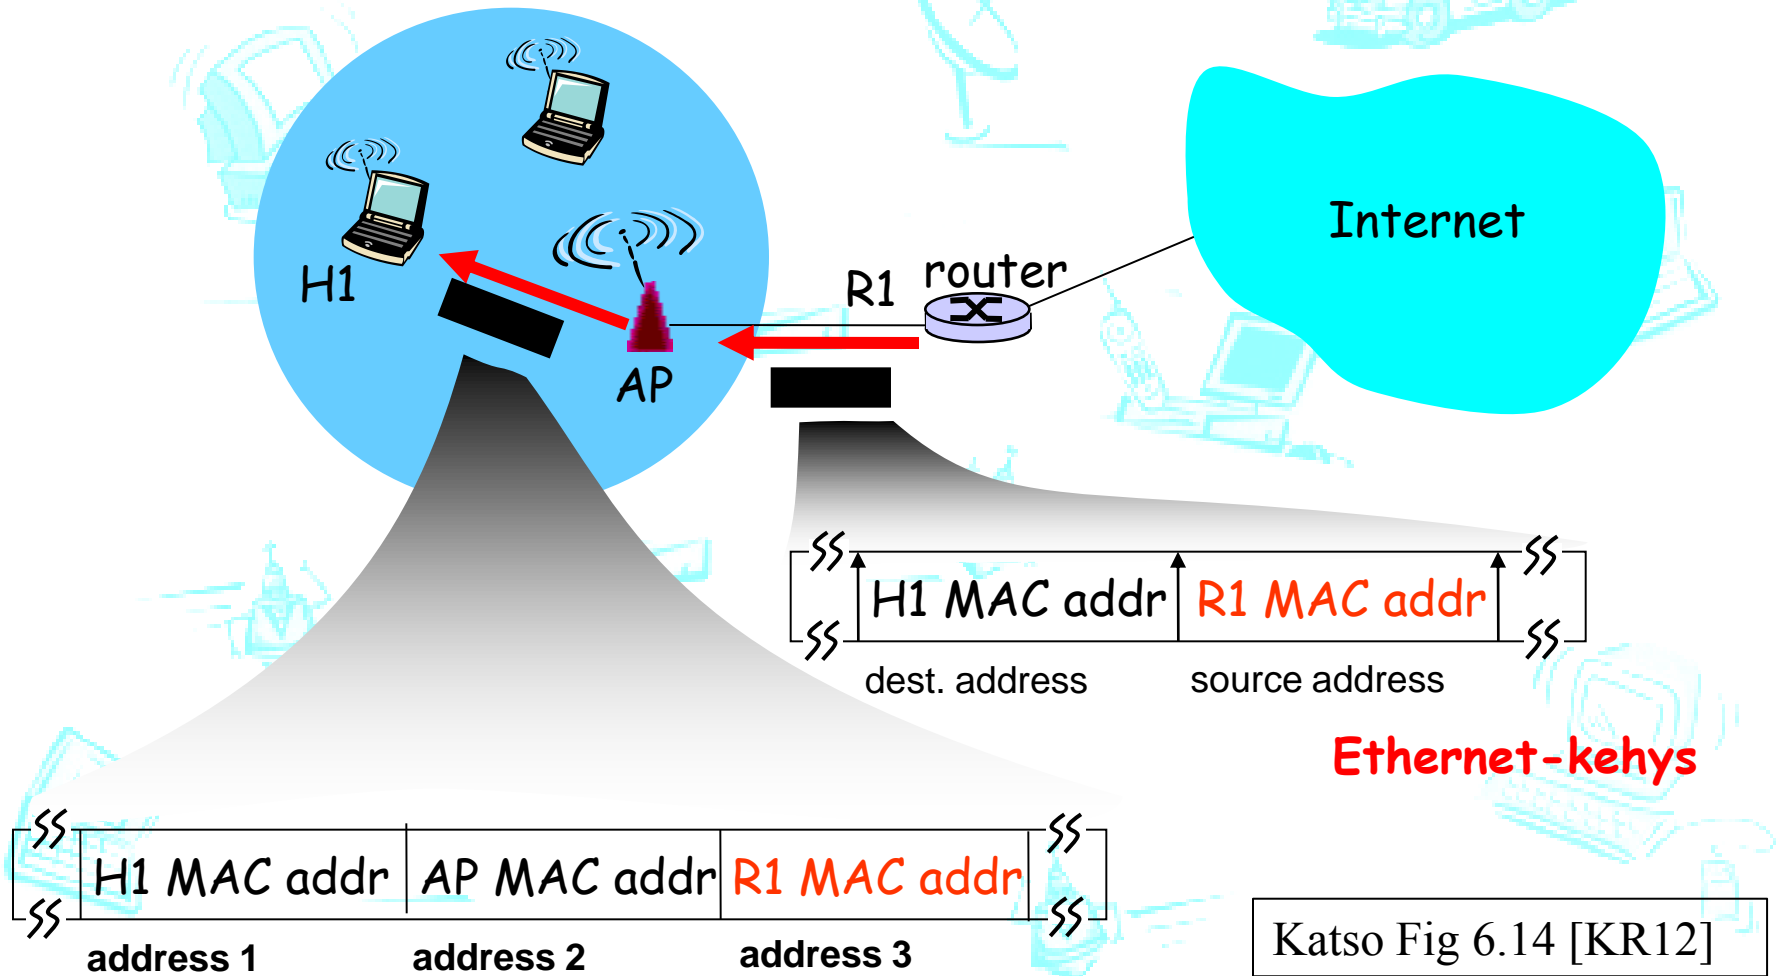 Internet
router
R1
H1
AP
H1 MAC addr R1 MAC addr
dest. address source address
Ethernet-kehys
H1 MAC addr AP MAC addr R1 MAC addr
address 1 address 2 address 3
Katso Fig 6.14 [KR12]